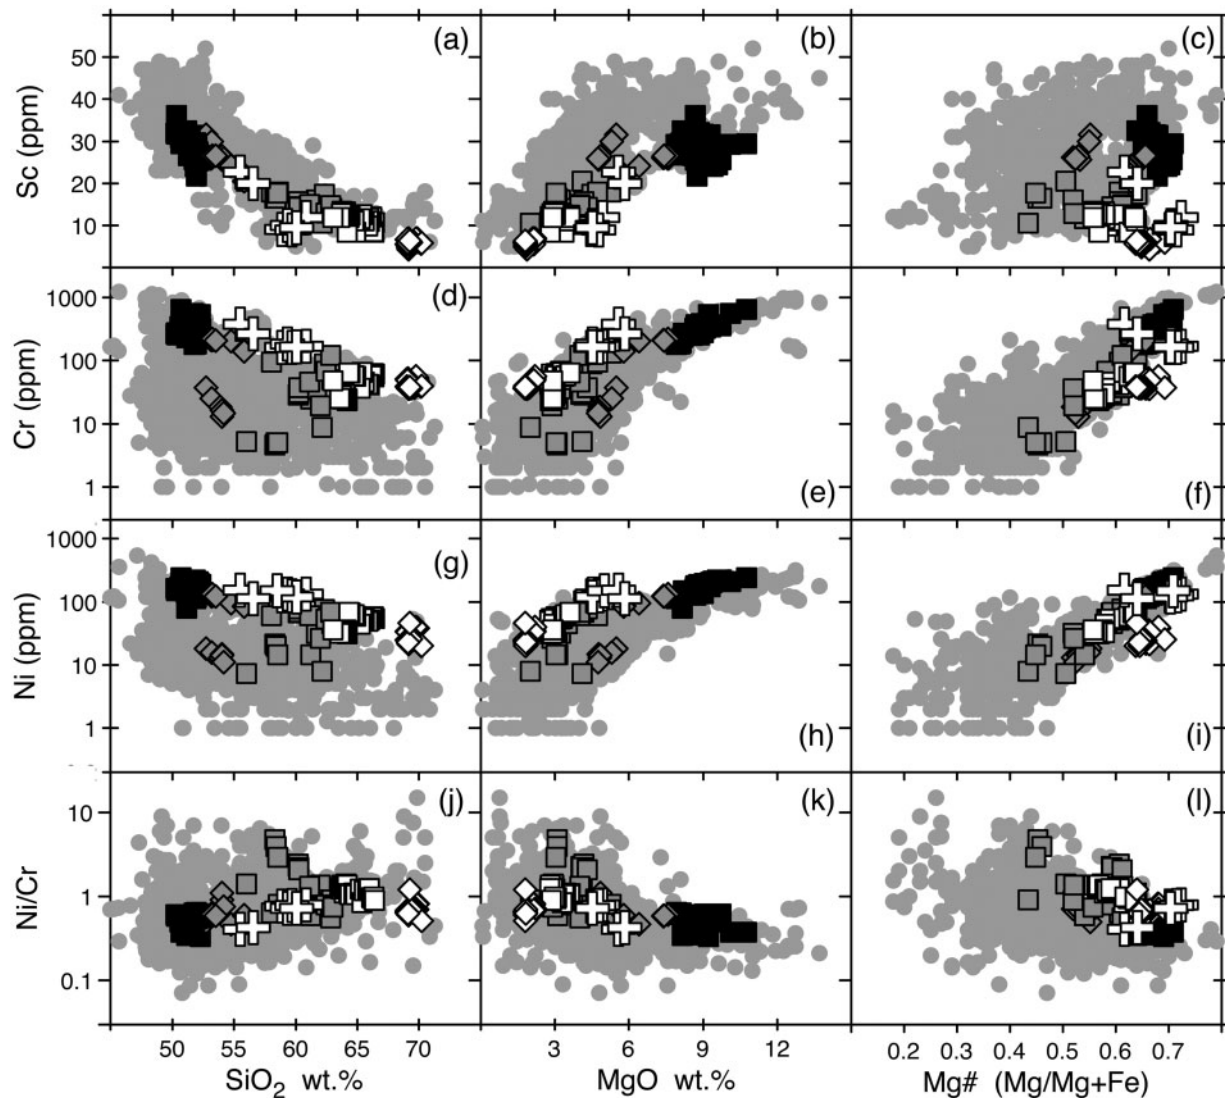 (a)
(b)
(c)
50
40
30
20
10
Sc (ppm)
(d)
(e)
(f)
1000
100
10
1
Cr (ppm)
(g)
(h)
(i)
1000
100
10
1
Ni (ppm)
(j)
(k)
(l)
10
1
0.1
Ni/Cr
50 55 60 65 70
3 6 9 12
0.2 0.3 0.4 0.5 0.6 0.7
SiO2 wt.%
MgO wt.%
Mg# (Mg/Mg+Fe)